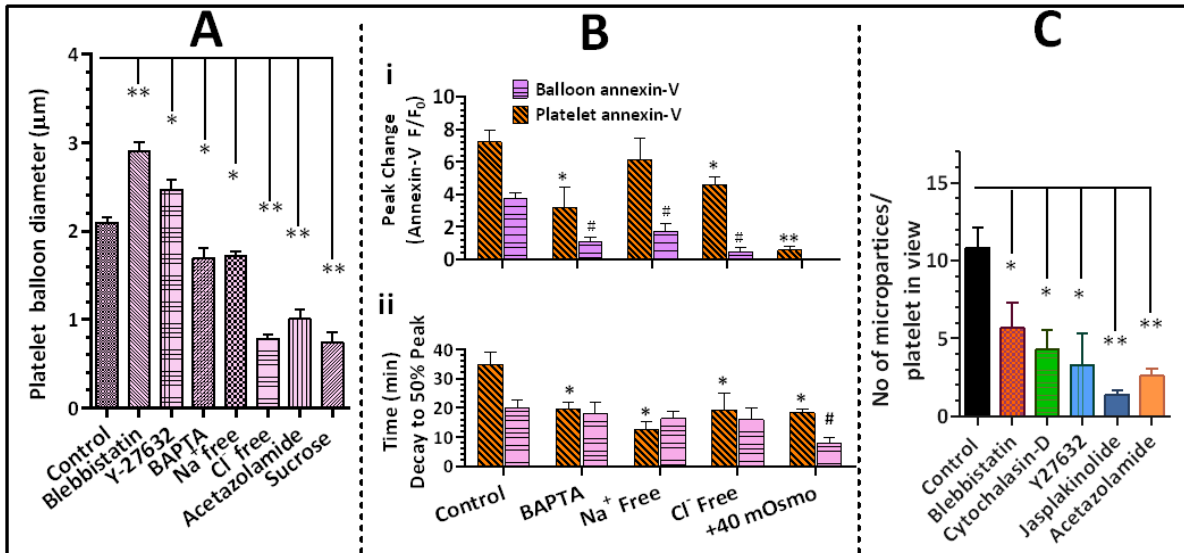 A
Platelet balloon diameter (µm)
4
3
2
1
0
**
*
*
*
**
**
**
Control
Blebbistatin
Y-27632
BAPTA
Na⁺free
Cl⁻free
Acetazolamide
Sucrose
B
i
Balloon annexin-V
Platelet annexin-V
Peak Change
(Annexin-V F/F₀)
10
8
6
4
2
0
*
#
#
*
#
**
ii
Time (min)
Decay to 50% Peak
40
30
20
10
0
*
*
*
*
#
Control
BAPTA
Na⁺ Free
Cl⁻ Free
+40 mOsmo
C
No of micropartices/
platelet in view
15
10
5
0
*
*
*
**
**
Control
Blebbistatin
Cytochalasin-D
Y27632
Jasplakinolide
Acetazolamide